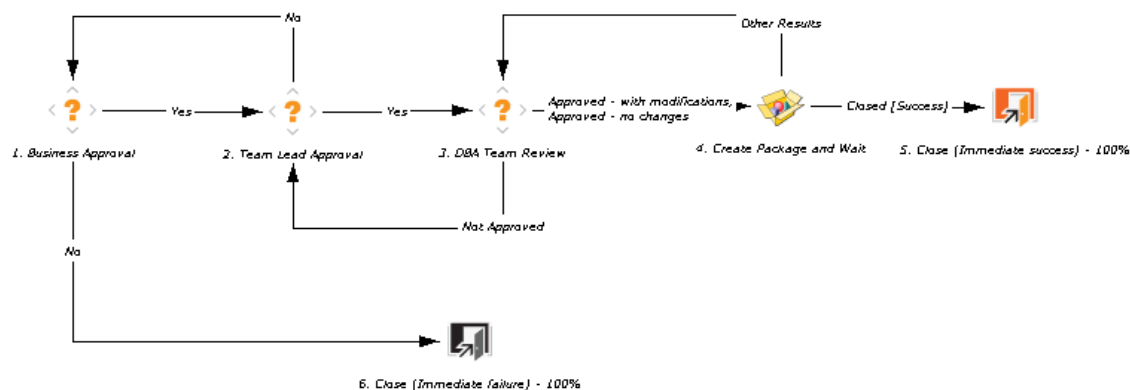 No
Other Results
Yes
Yes
Approved - with modifications,
Approved - no changes
Closed [Success]
1. Business Approval
2. Team Lead Approval
3. DBA Team Review
4. Create Package and Wait
5. Close (Immediate success) - 100%
Not Approved
No
6. Close (Immediate failure) - 100%